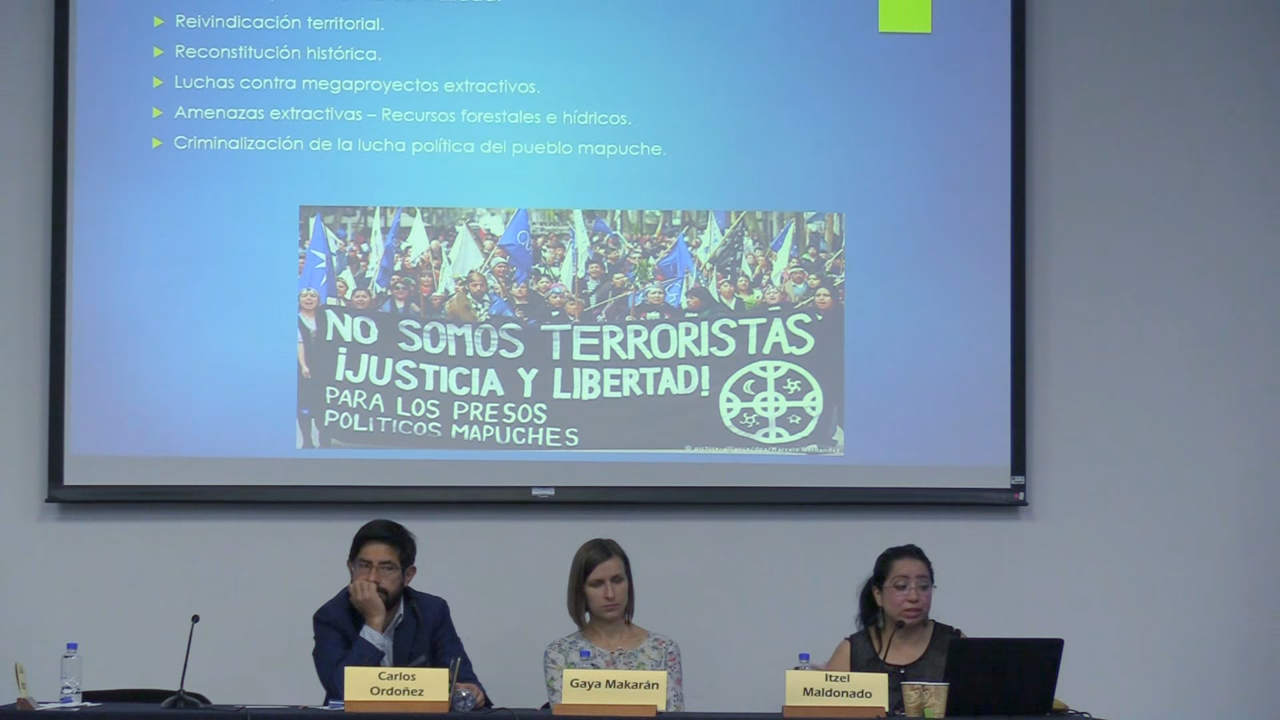 Reivindicación territorial.
Reconstitución histórica.
Luchas contra megaproyectos extractivos.
Amenazas extractivas – Recursos forestales e hídricos.
Criminalización de la lucha política del pueblo mapuche.
NO SOMOS TERRORISTAS
¡JUSTICIA Y LIBERTAD!
PARA LOS PRESOS
POLITICOS MAPUCHES
Carlos
Ordoñez
Gaya Makarán
Itzel
Maldonado